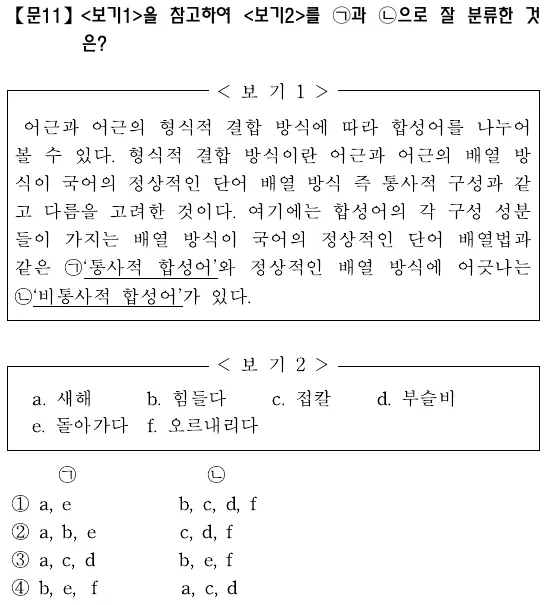 【문11】 <보기1>을 참고하여 <보기2>를 ㉠과 ㉡으로 잘 분류한 것
은?
< 보 기 1 >
어근과 어근의 형식적 결합 방식에 따라 합성어를 나누어
볼 수 있다. 형식적 결합 방식이란 어근과 어근의 배열 방
식이 국어의 정상적인 단어 배열 방식 즉 통사적 구성과 같
고 다름을 고려한 것이다. 여기에는 합성어의 각 구성 성분
들이 가지는 배열 방식이 국어의 정상적인 단어 배열법과
같은 ㉠‘통사적 합성어’와 정상적인 배열 방식에 어긋나는
㉡‘비통사적 합성어’가 있다.
< 보 기 2 >
a. 새해 b. 힘들다 c. 접칼 d. 부슬비
e. 돌아가다 f. 오르내리다
㉠ ㉡
① a, e b, c, d, f
② a, b, e c, d, f
③ a, c, d b, e, f
④ b, e, f a, c, d